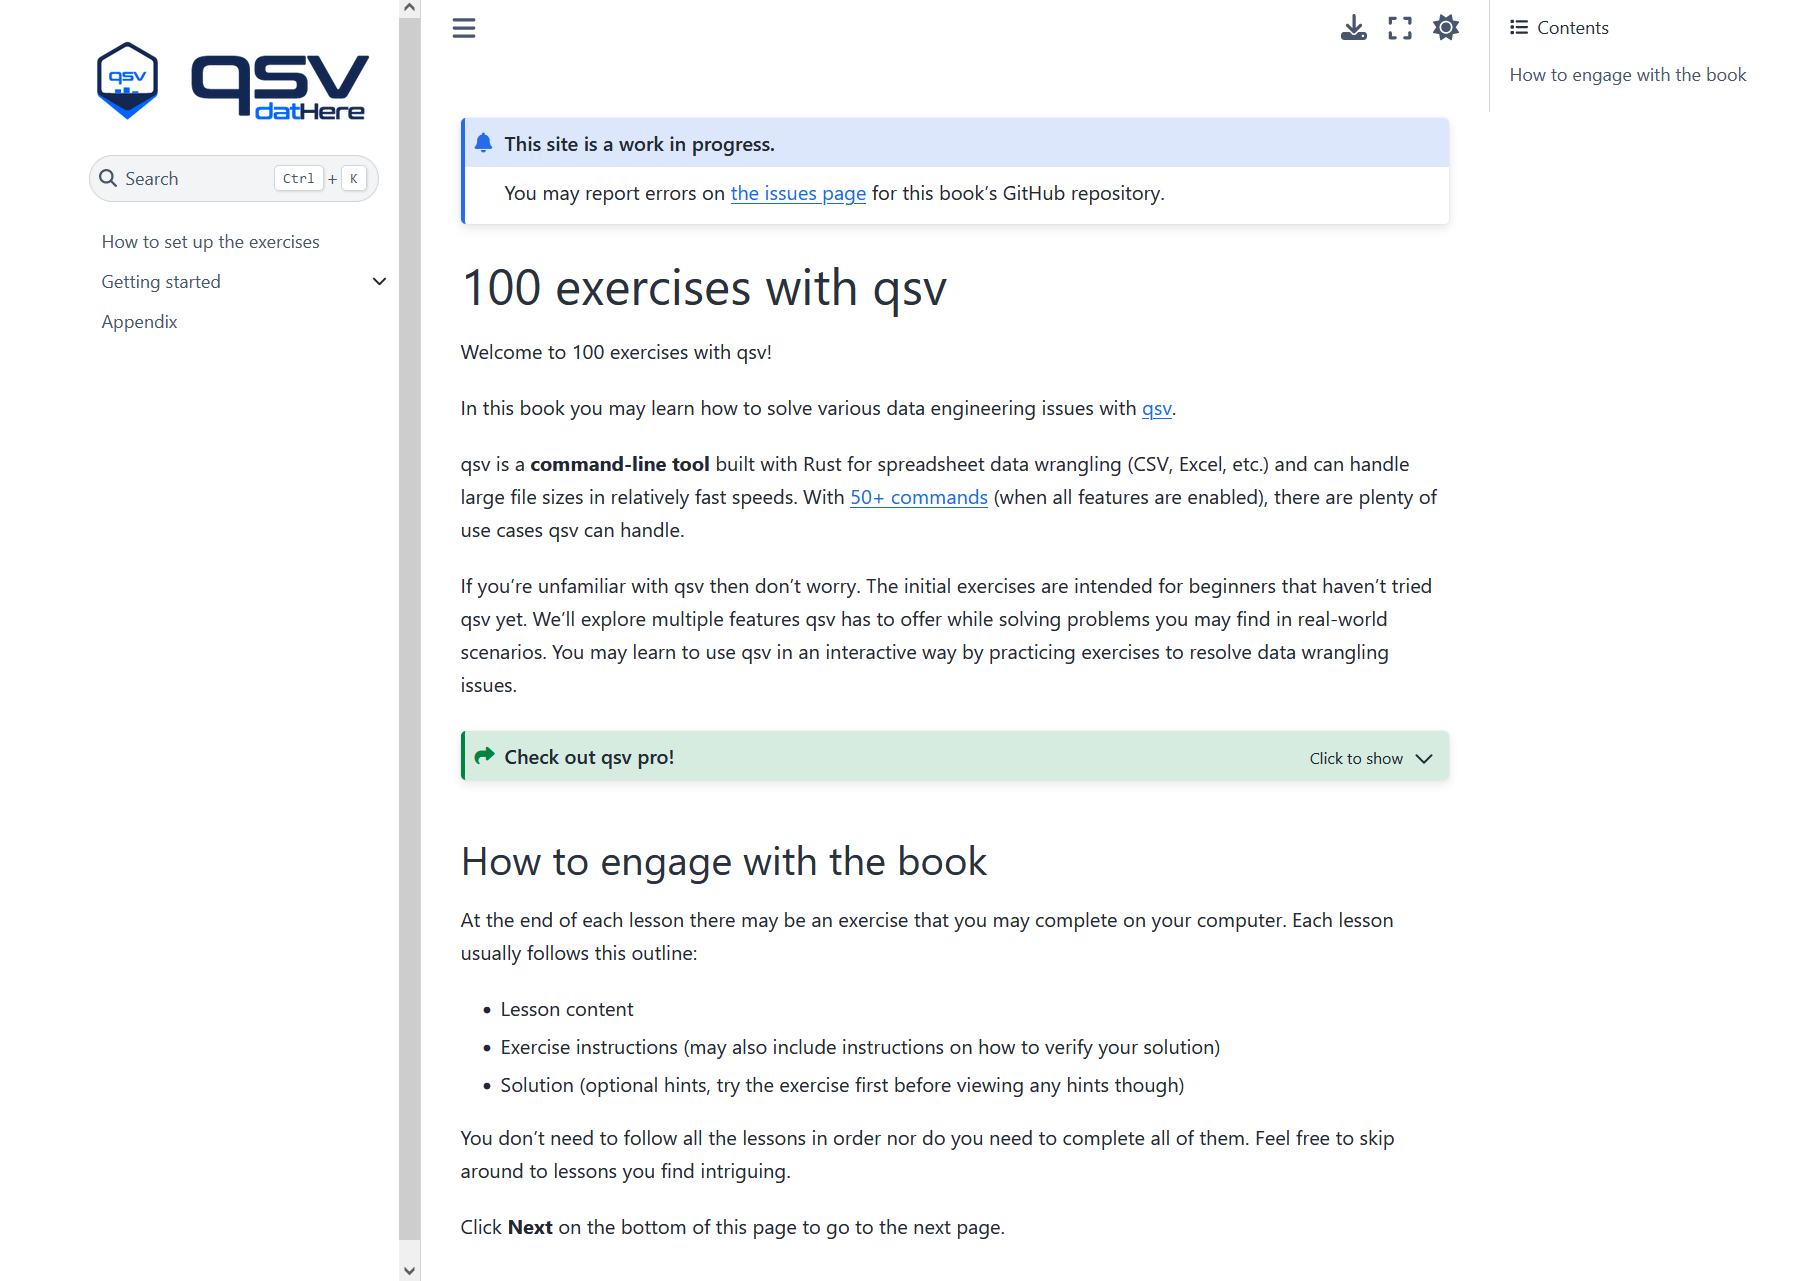 qsv
qsv
datHere
Search
Ctrl + K
How to set up the exercises
Getting started
Appendix
This site is a work in progress.
You may report errors on the issues page for this book’s GitHub repository.
100 exercises with qsv
Welcome to 100 exercises with qsv!
In this book you may learn how to solve various data engineering issues with qsv.
qsv is a command-line tool built with Rust for spreadsheet data wrangling (CSV, Excel, etc.) and can handle
large file sizes in relatively fast speeds. With 50+ commands (when all features are enabled), there are plenty of
use cases qsv can handle.
If you’re unfamiliar with qsv then don’t worry. The initial exercises are intended for beginners that haven’t tried
qsv yet. We’ll explore multiple features qsv has to offer while solving problems you may find in real-world
scenarios. You may learn to use qsv in an interactive way by practicing exercises to resolve data wrangling
issues.
Check out qsv pro!
Click to show
How to engage with the book
At the end of each lesson there may be an exercise that you may complete on your computer. Each lesson
usually follows this outline:
• Lesson content
• Exercise instructions (may also include instructions on how to verify your solution)
• Solution (optional hints, try the exercise first before viewing any hints though)
You don’t need to follow all the lessons in order nor do you need to complete all of them. Feel free to skip
around to lessons you find intriguing.
Click Next on the bottom of this page to go to the next page.
Contents
How to engage with the book